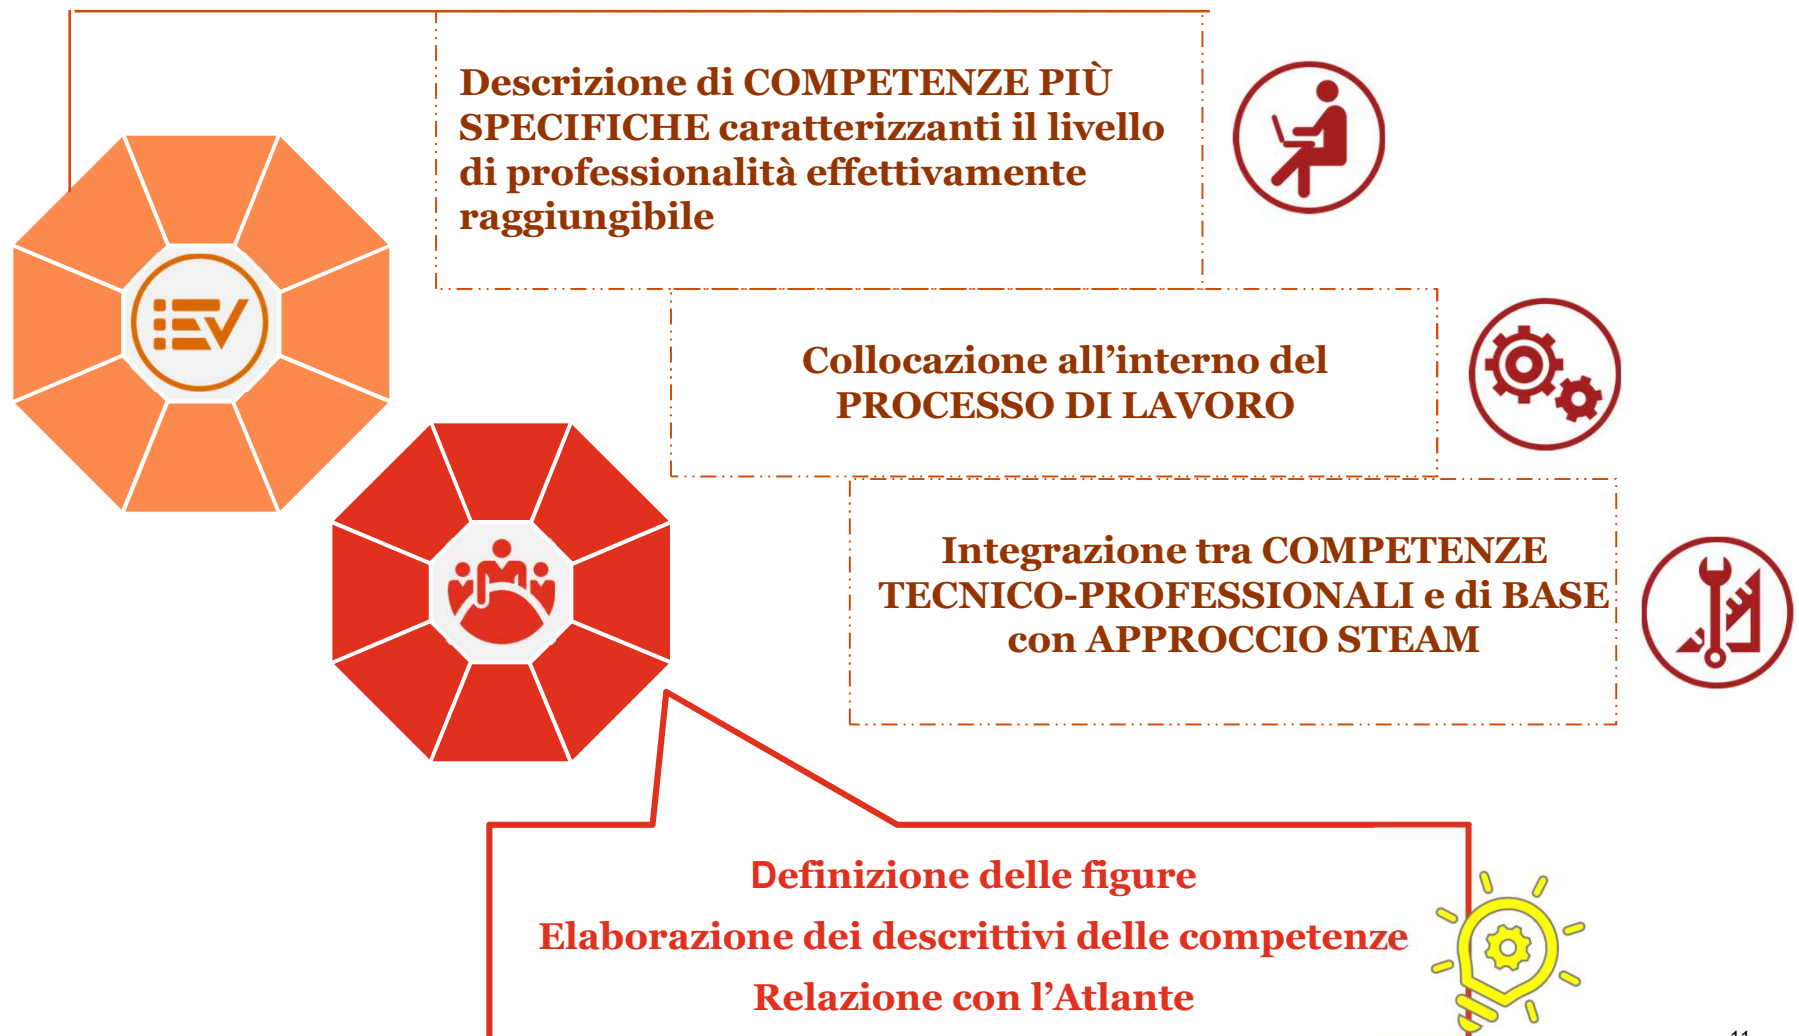 Descrizione di COMPETENZE PIÙ
SPECIFICHE caratterizzanti il livello
di professionalità effettivamente
raggiungibile
Collocazione all’interno del
PROCESSO DI LAVORO
Integrazione tra COMPETENZE
TECNICO-PROFESSIONALI e di BASE
con APPROCCIO STEAM
Definizione delle figure
Elaborazione dei descrittivi delle competenze
Relazione con l’Atlante
11